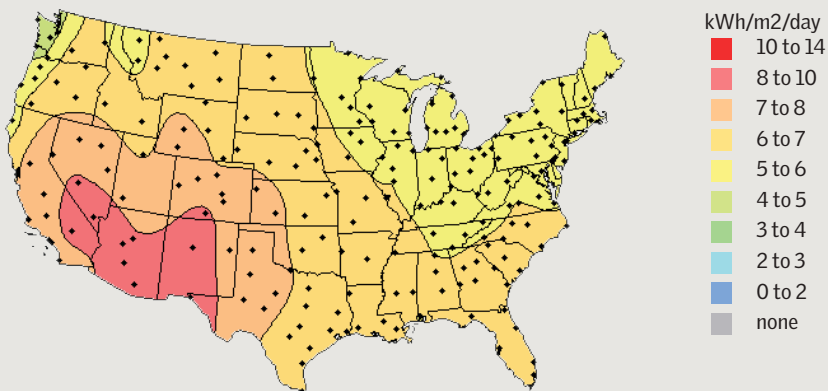 kWh/m2/day
10 to 14
8 to 10
7 to 8
6 to 7
5 to 6
4 to 5
3 to 4
2 to 3
0 to 2
none